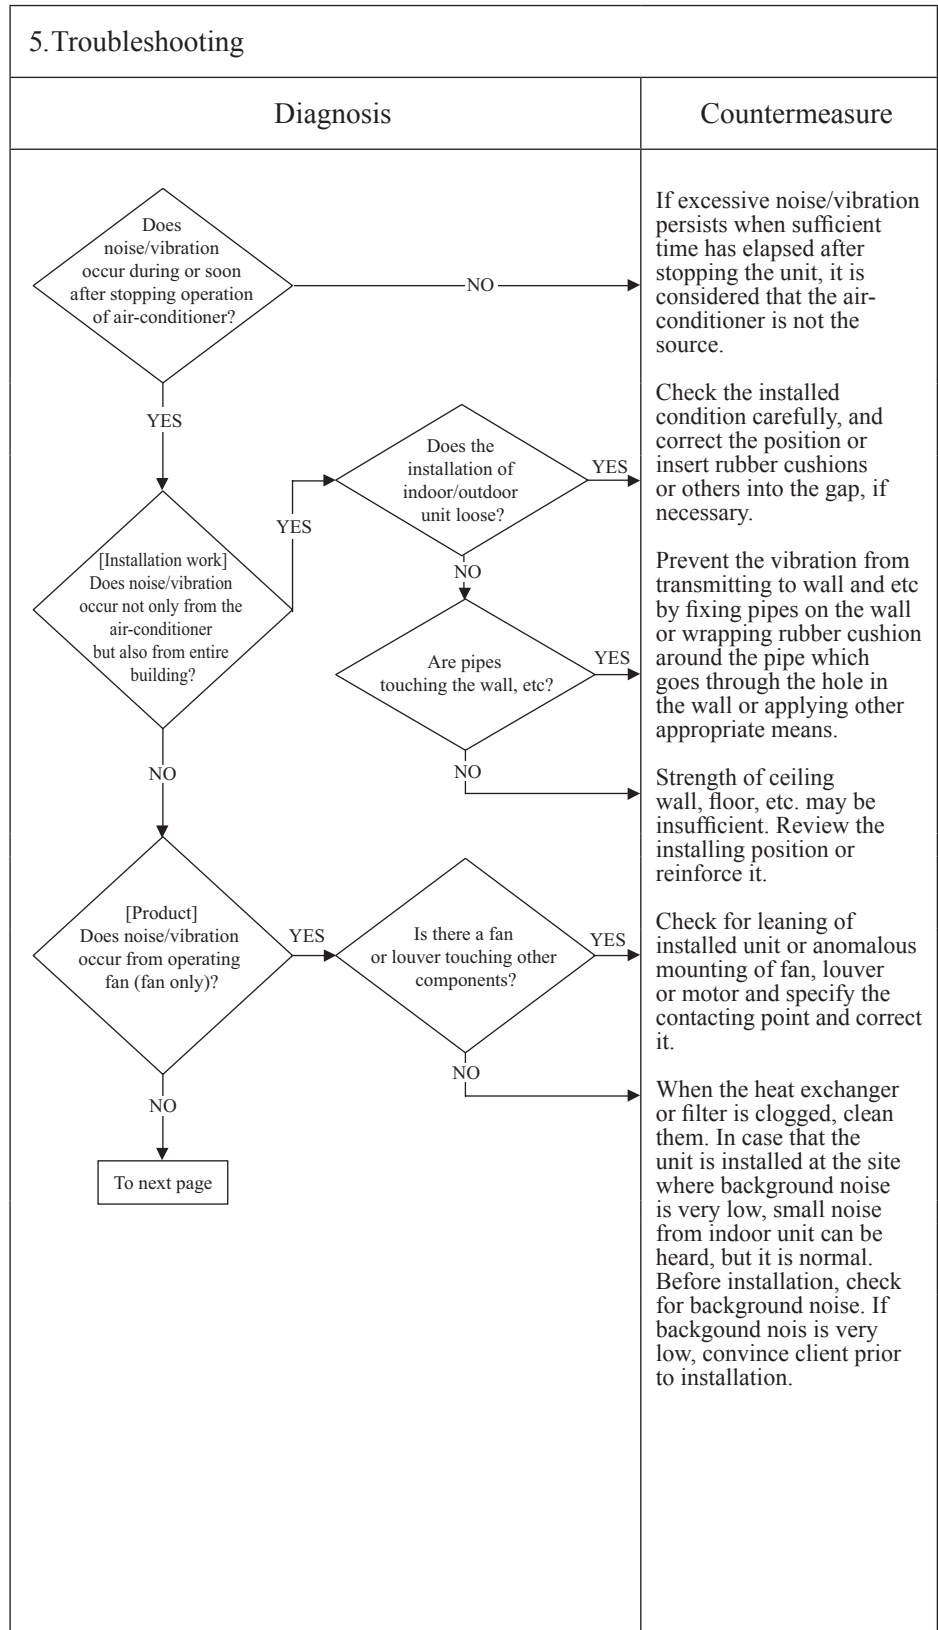 5.Troubleshooting
Diagnosis
Countermeasure
Does
noise/vibration
occur during or soon
after stopping operation
of air-conditioner?
NO
If excessive noise/vibration
persists when sufficient
time has elapsed after
stopping the unit, it is
considered that the air-
conditioner is not the
source.
YES
[Installation work]
Does noise/vibration
occur not only from the
air-conditioner
but also from entire
building?
YES
Does the
installation of
indoor/outdoor
unit loose?
YES
Check the installed
condition carefully, and
correct the position or
insert rubber cushions
or others into the gap, if
necessary.
NO
Are pipes
touching the wall, etc?
YES
Prevent the vibration from
transmitting to wall and etc
by fixing pipes on the wall
or wrapping rubber cushion
around the pipe which
goes through the hole in
the wall or applying other
appropriate means.
NO
Strength of ceiling
wall, floor, etc. may be
insufficient. Review the
installing position or
reinforce it.
NO
[Product]
Does noise/vibration
occur from operating
fan (fan only)?
YES
Is there a fan
or louver touching other
components?
YES
Check for leaning of
installed unit or anomalous
mounting of fan, louver
or motor and specify the
contacting point and correct
it.
NO
When the heat exchanger
or filter is clogged, clean
them. In case that the
unit is installed at the site
where background noise
is very low, small noise
from indoor unit can be
heard, but it is normal.
Before installation, check
for background noise. If
backgound nois is very
low, convince client prior
to installation.
NO
To next page